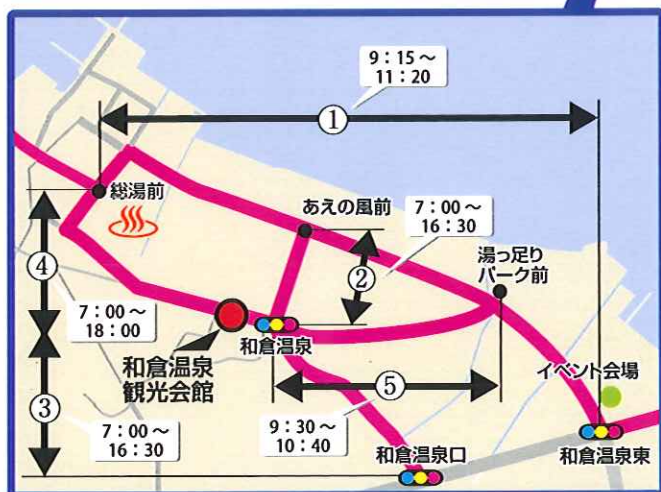 9：15～
11：20
①
総湯前
あえの風前
7：00～
16：30
湯っ足り
パーク前
②
④
7：00～
18：00
和倉温泉
和倉温泉
観光会館
イベント会場
⑤
③
7：00～
16：30
9：30～
10：40
和倉温泉口
和倉温泉東